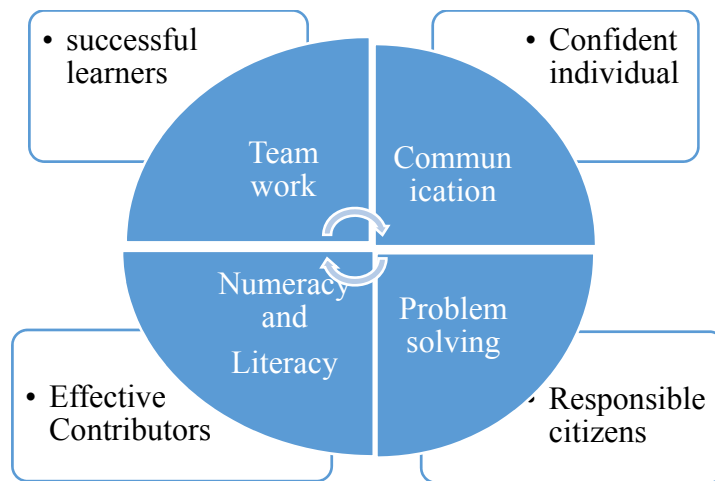 • successful
learners
• Confident
individual
Team
work
Commun
ication
Numeracy
and
Literacy
Problem
solving
• Effective
Contributors
• Responsible
citizens